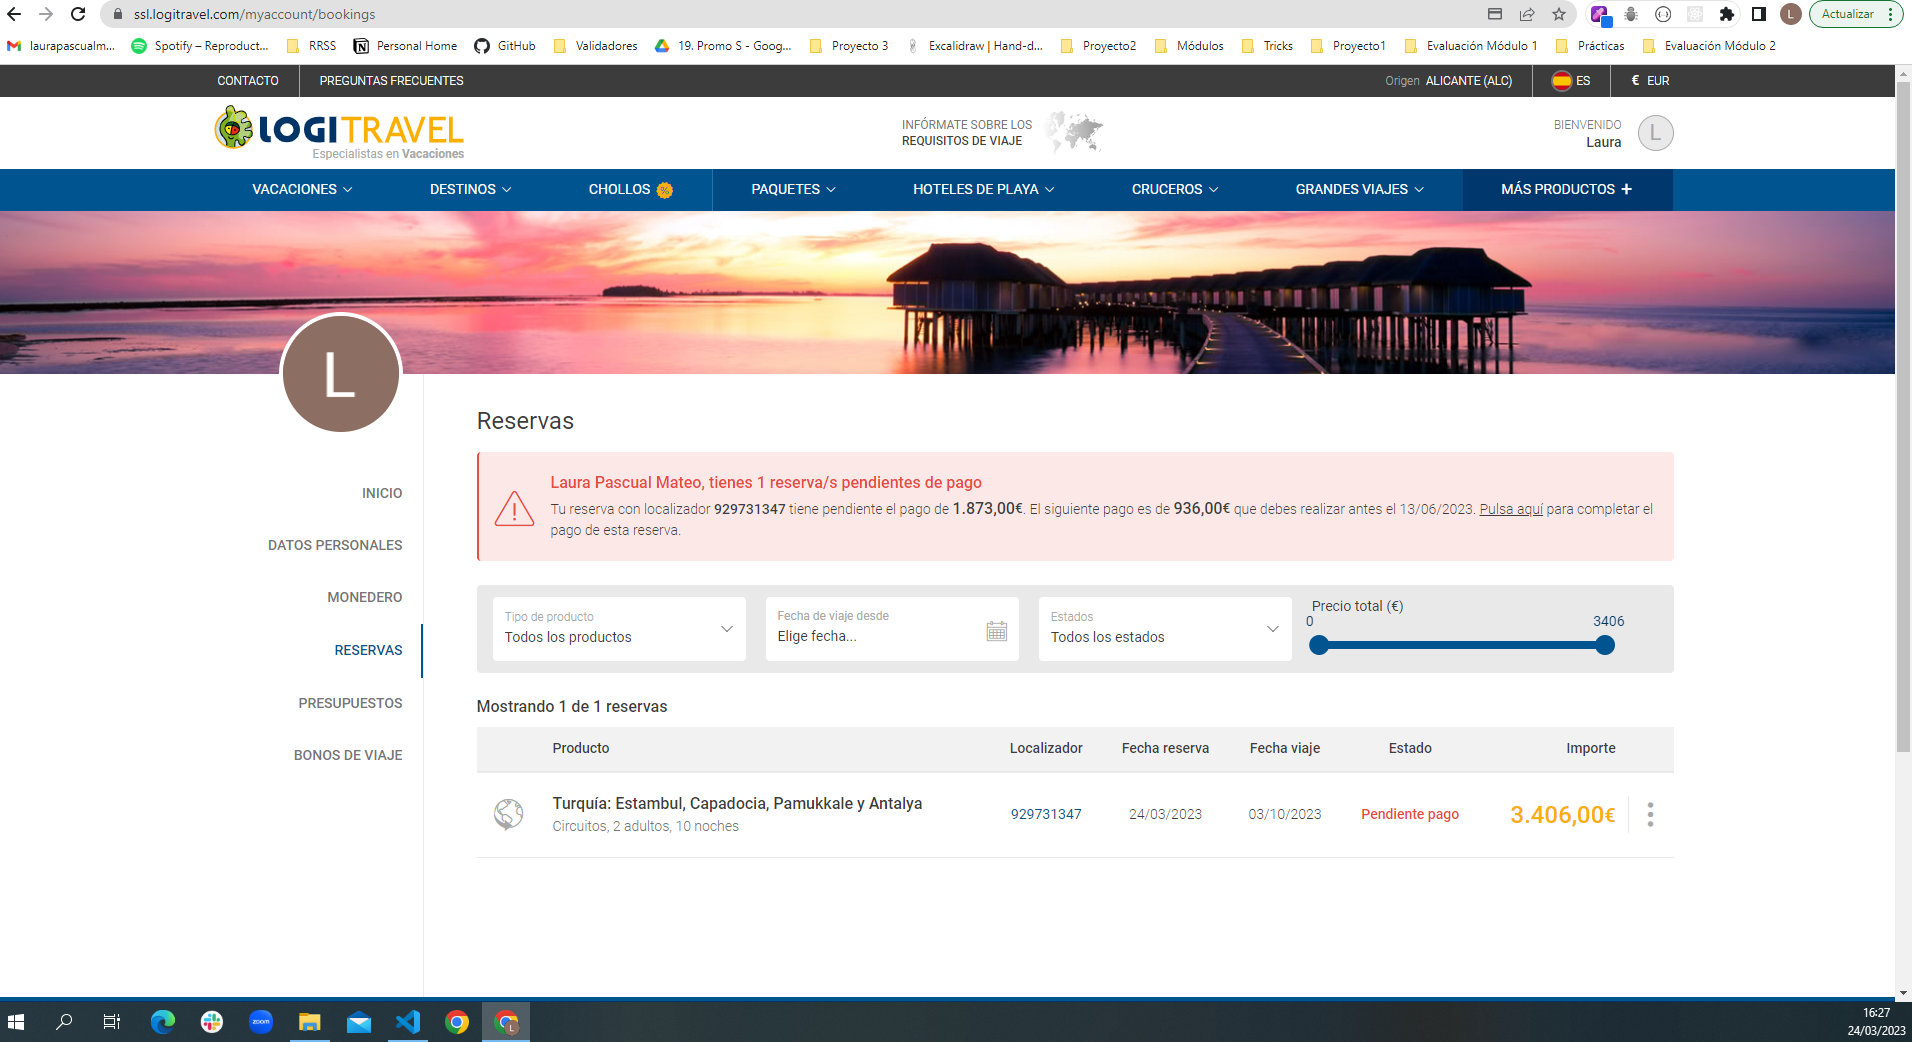 ssl.logitravel.com/myaccount/bookings
L
Actualizar
laurapascualm...
Spotify – Reproduct...
RRSS
Personal Home
GitHub
Validadores
19. Promo S - Goog...
Proyecto 3
Excalidraw | Hand-d...
Proyecto2
Módulos
Tricks
Proyecto1
Evaluación Módulo 1
Prácticas
Evaluación Módulo 2
CONTACTO
PREGUNTAS FRECUENTES
Origen ALICANTE (ALC)
ES
€ EUR
LOGITRAVEL
Especialistas en Vacaciones
INFÓRMATE SOBRE LOS
REQUISITOS DE VIAJE
BIENVENIDO
Laura
L
VACACIONES
DESTINOS
CHOLLOS %
PAQUETES
HOTELES DE PLAYA
CRUCEROS
GRANDES VIAJES
MÁS PRODUCTOS +
L
INICIO
DATOS PERSONALES
MONEDERO
RESERVAS
PRESUPUESTOS
BONOS DE VIAJE
Reservas
Laura Pascual Mateo, tienes 1 reserva/s pendientes de pago
Tu reserva con localizador 929731347 tiene pendiente el pago de 1.873,00€. El siguiente pago es de 936,00€ que debes realizar antes el 13/06/2023. Pulsa aquí para completar el
pago de esta reserva.
Tipo de producto
Todos los productos
Fecha de viaje desde
Elige fecha...
Estados
Todos los estados
Precio total (€)
0
3406
Mostrando 1 de 1 reservas
Producto
Localizador
Fecha reserva
Fecha viaje
Estado
Importe
Turquía: Estambul, Capadocia, Pamukkale y Antalya
Circuitos, 2 adultos, 10 noches
929731347
24/03/2023
03/10/2023
Pendiente pago
3.406,00€
zoom
L
16:27
24/03/2023